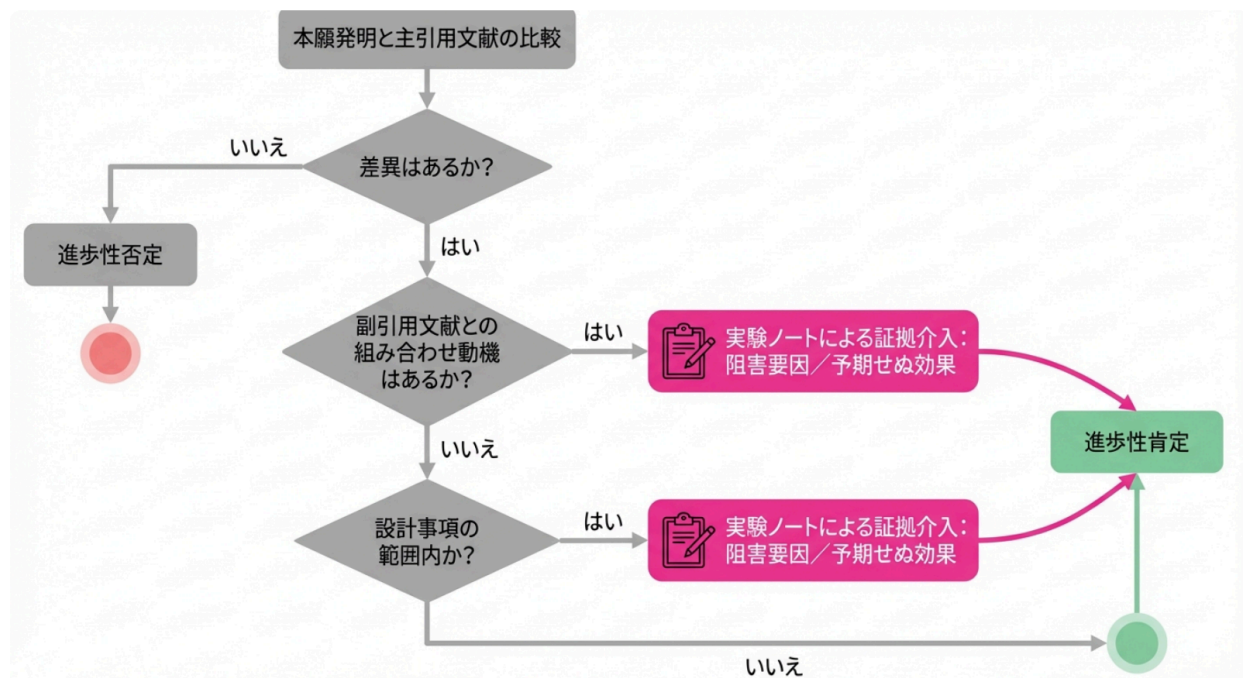 本願発明と主引用文献の比較
差異はあるか？
いいえ
進歩性否定
はい
副引用文献との
組み合わせ動機
はあるか？
はい
実験ノートによる証拠介入：
阻害要因／予期せぬ効果
進歩性肯定
いいえ
設計事項の
範囲内か？
はい
実験ノートによる証拠介入：
阻害要因／予期せぬ効果
いいえ